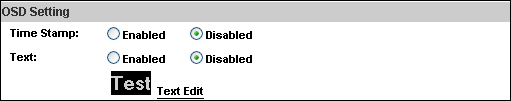 OSD Setting
Time Stamp: Enabled Disabled
Text: Enabled Disabled
Test Text Edit